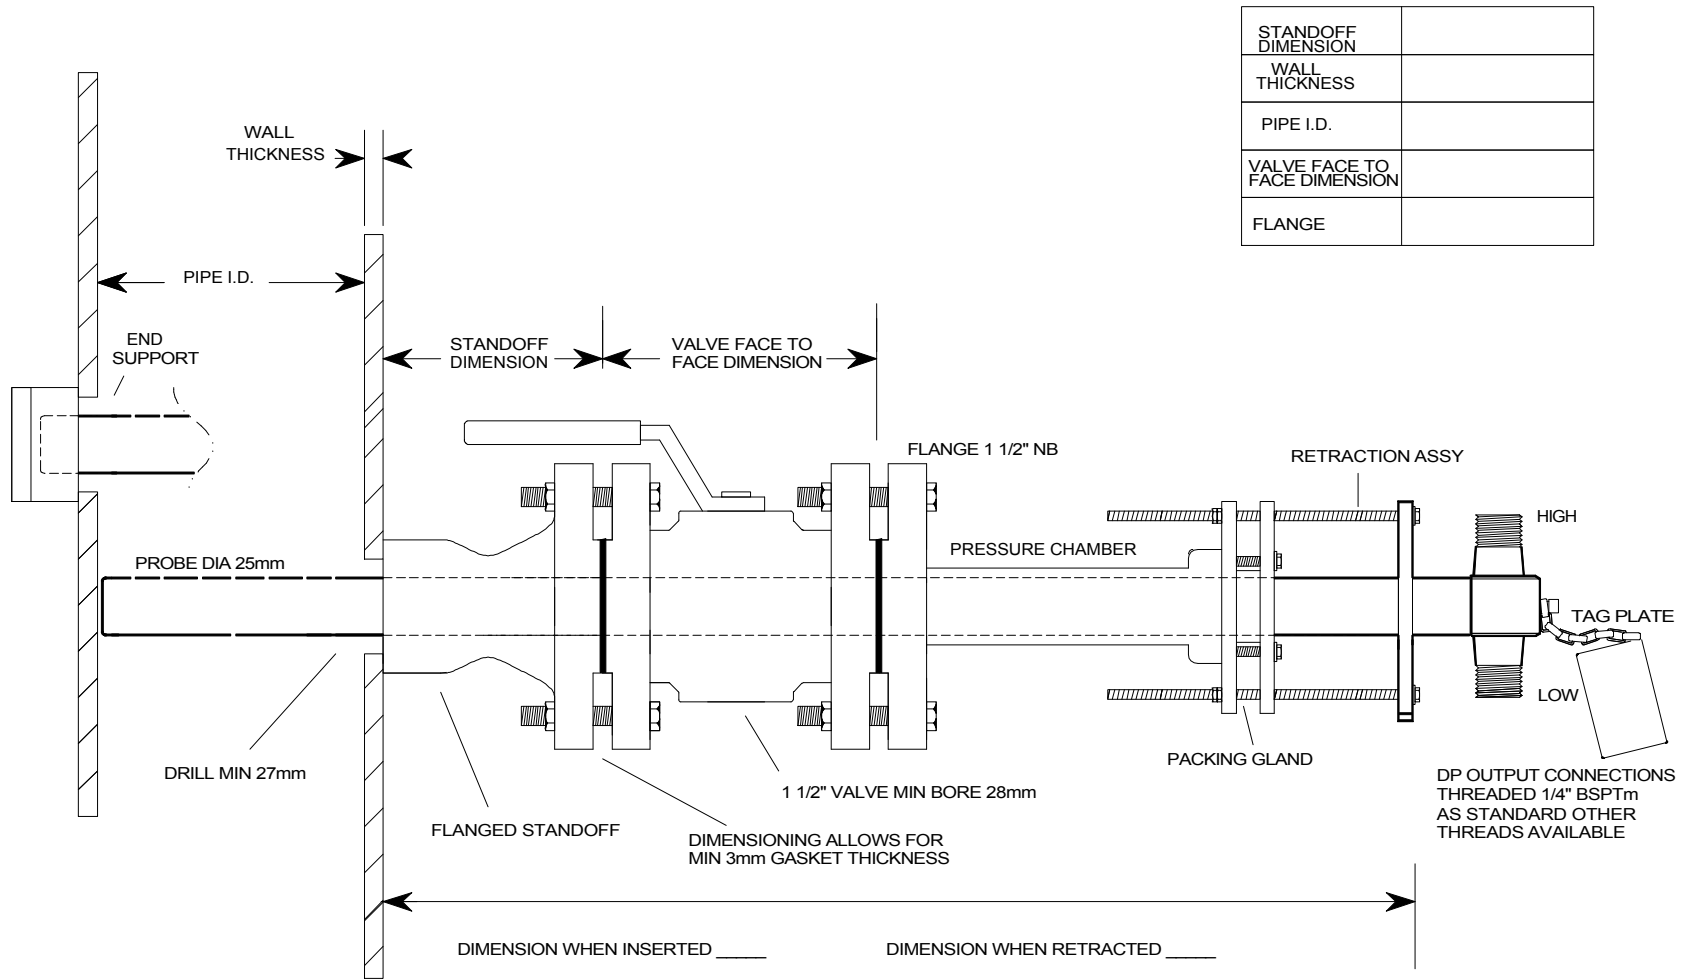 STANDOFF
DIMENSION
WALL
THICKNESS
PIPE I.D.
VALVE FACE TO
FACE DIMENSION
FLANGE
WALL
THICKNESS
PIPE I.D.
END
SUPPORT
STANDOFF
DIMENSION
VALVE FACE TO
FACE DIMENSION
FLANGE 1 1/2" NB
RETRACTION ASSY
HIGH
PRESSURE CHAMBER
PROBE DIA 25mm
TAG PLATE
LOW
PACKING GLAND
DRILL MIN 27mm
1 1/2" VALVE MIN BORE 28mm
DP OUTPUT CONNECTIONS
THREADED 1/4" BSPTm
AS STANDARD OTHER
THREADS AVAILABLE
FLANGED STANDOFF
DIMENSIONING ALLOWS FOR
MIN 3mm GASKET THICKNESS
DIMENSION WHEN INSERTED _____
DIMENSION WHEN RETRACTED _____